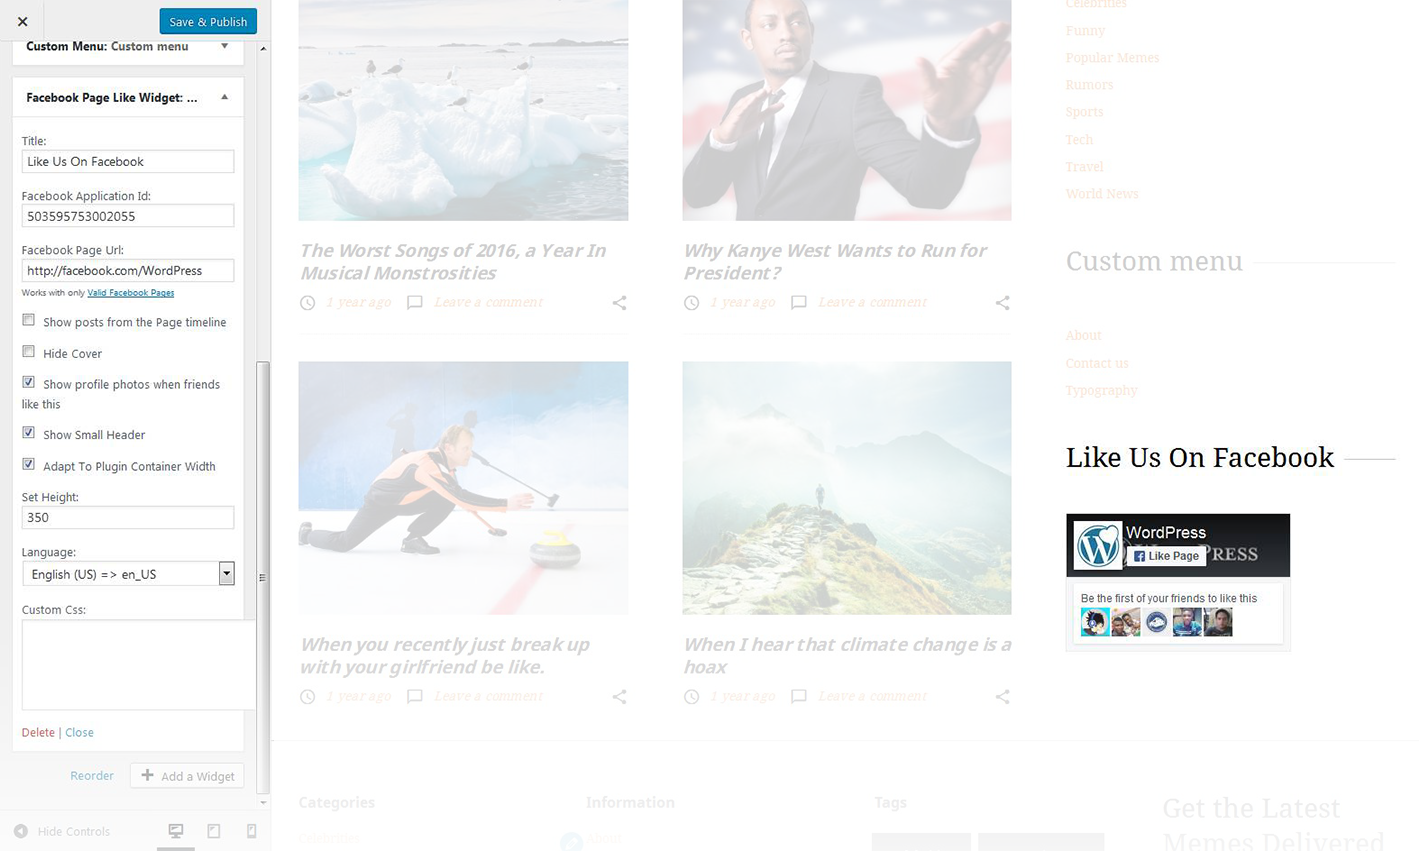 Save & Publish
Custom Menu: Custom menu
Facebook Page Like Widget: ...
Title:
Like Us On Facebook
Facebook Application Id:
503595753002055
Facebook Page Url:
http://facebook.com/WordPress
Works with only Valid Facebook Pages
Show posts from the Page timeline
Hide Cover
Show profile photos when friends
like this
Show Small Header
Adapt To Plugin Container Width
Set Height:
350
Language:
English (US) => en_US
Custom Css:
Delete | Close
Reorder
Add a Widget
Hide Controls
The Worst Songs of 2016, a Year In
Musical Monstrosities
1 year ago
Leave a comment
Why Kanye West Wants to Run for
President?
1 year ago
Leave a comment
When you recently just break up
with your girlfriend be like.
1 year ago
Leave a comment
When I hear that climate change is a
hoax
1 year ago
Leave a comment
Celebrities
Funny
Popular Memes
Rumors
Sports
Tech
Travel
World News
Custom menu
About
Contact us
Typography
Like Us On Facebook
WordPress
Like Page
Be the first of your friends to like this
Categories
Celebrities
Information
About
Tags
Get the Latest
Memes Delivered